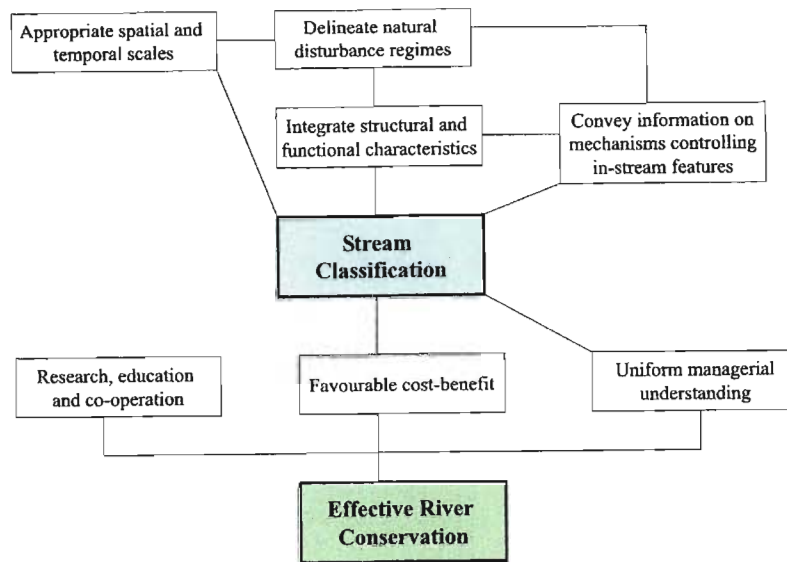 Appropriate spatial and
temporal scales
Delineate natural
disturbance regimes
Integrate structural and
functional characteristics
Convey information on
mechanisms controlling
in-stream features
Stream
Classification
Research, education
and co-operation
Favourable cost-benefit
Uniform managerial
understanding
Effective River
Conservation